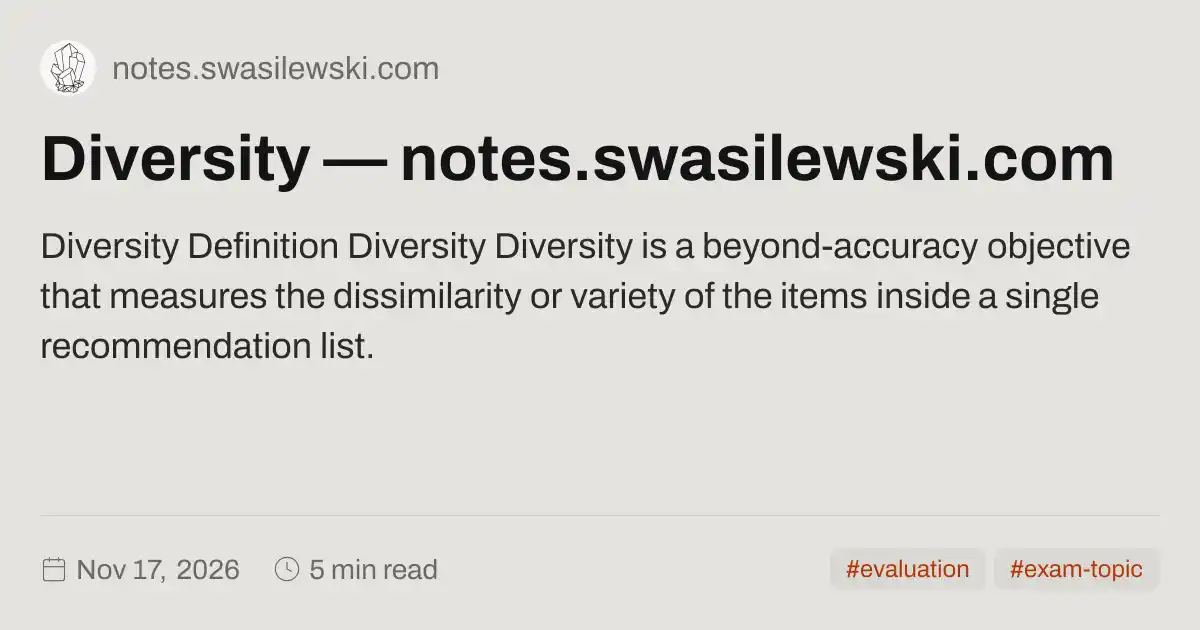 notes.swasilewski.com
Diversity — notes.swasilewski.com
Diversity Definition Diversity Diversity is a beyond-accuracy objective
that measures the dissimilarity or variety of the items inside a single
recommendation list.
Nov 17, 2026 5 min read #evaluation #exam-topic